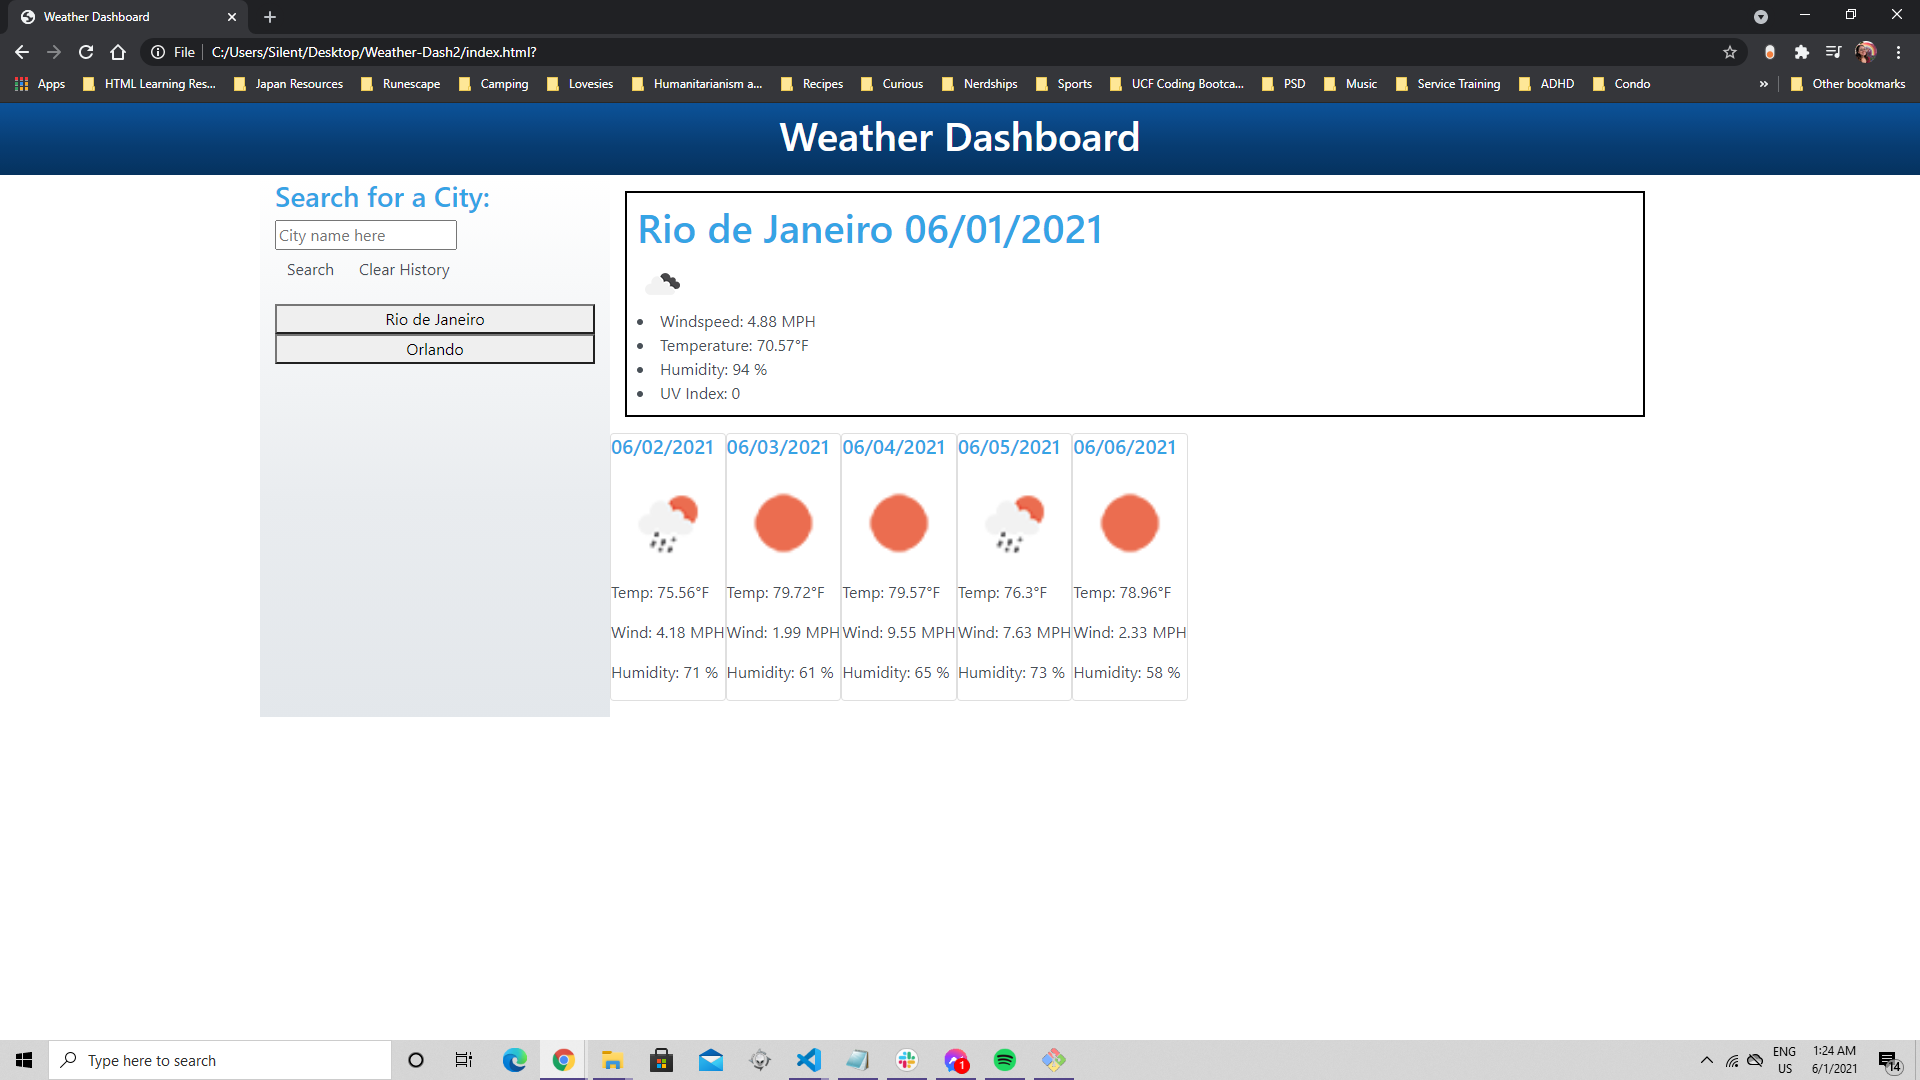 Weather Dashboard
File C:/Users/Silent/Desktop/Weather-Dash2/index.html?
Apps HTML Learning Res... Japan Resources Runescape Camping Lovesies Humanitarianism a... Recipes Curious Nerdships Sports UCF Coding Bootca... PSD Music Service Training ADHD Condo » Other bookmarks
Weather Dashboard
Search for a City:
City name here
Search Clear History
Rio de Janeiro
Orlando
Rio de Janeiro 06/01/2021
• Windspeed: 4.88 MPH
• Temperature: 70.57°F
• Humidity: 94 %
• UV Index: 0
06/02/2021 06/03/2021 06/04/2021 06/05/2021 06/06/2021
Temp: 75.56°F Temp: 79.72°F Temp: 79.57°F Temp: 76.3°F Temp: 78.96°F
Wind: 4.18 MPH Wind: 1.99 MPH Wind: 9.55 MPH Wind: 7.63 MPH Wind: 2.33 MPH
Humidity: 71 % Humidity: 61 % Humidity: 65 % Humidity: 73 % Humidity: 58 %
Type here to search
1
ENG
US
1:24 AM
6/1/2021
14